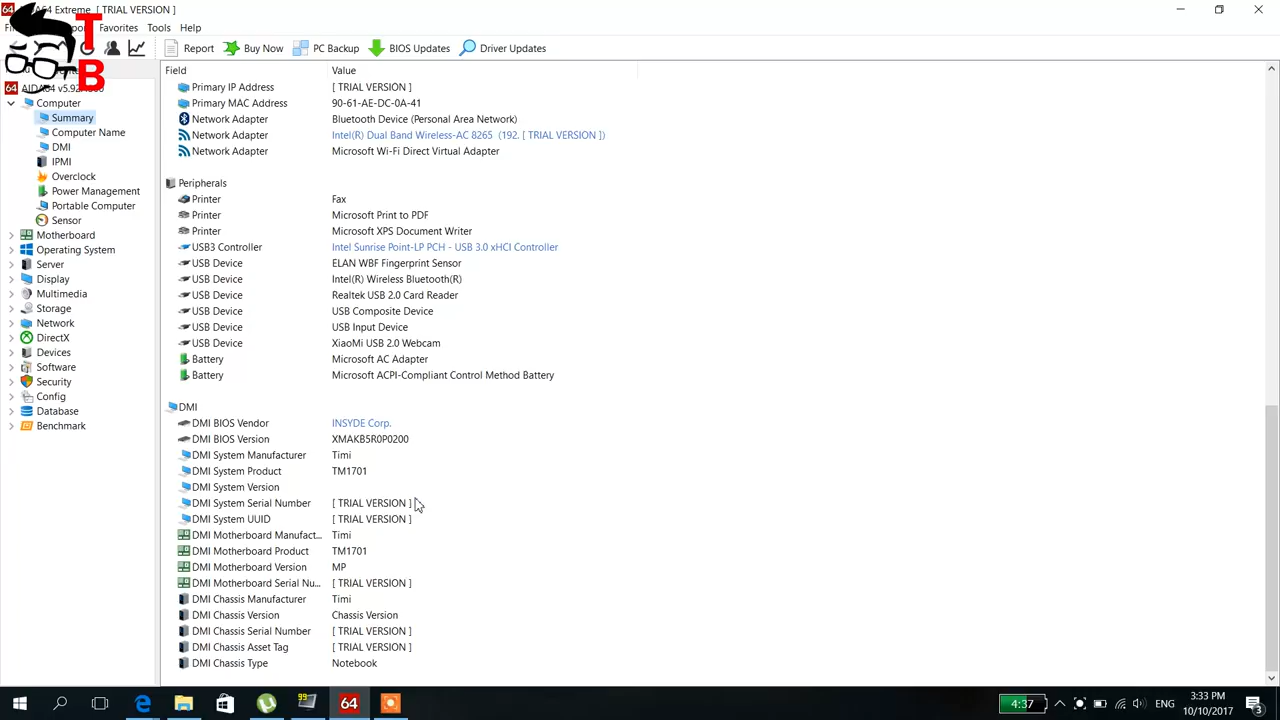 64 AIDA64 Extreme [ TRIAL VERSION ]
Favorites Tools Help
T
B
Report Buy Now PC Backup BIOS Updates Driver Updates
Field Value
64 AIDA64 v5.92
Computer
Summary
Computer Name
DMI
IPMI
Overclock
Power Management
Portable Computer
Sensor
Motherboard
Operating System
Server
Display
Multimedia
Storage
Network
DirectX
Devices
Software
Security
Config
Database
Benchmark
Primary IP Address [ TRIAL VERSION ]
Primary MAC Address 90-61-AE-DC-0A-41
Network Adapter Bluetooth Device (Personal Area Network)
Network Adapter Intel(R) Dual Band Wireless-AC 8265 (192. [ TRIAL VERSION ])
Network Adapter Microsoft Wi-Fi Direct Virtual Adapter
Peripherals
Printer Fax
Printer Microsoft Print to PDF
Printer Microsoft XPS Document Writer
USB3 Controller Intel Sunrise Point-LP PCH - USB 3.0 xHCI Controller
USB Device ELAN WBF Fingerprint Sensor
USB Device Intel(R) Wireless Bluetooth(R)
USB Device Realtek USB 2.0 Card Reader
USB Device USB Composite Device
USB Device USB Input Device
USB Device XiaoMi USB 2.0 Webcam
Battery Microsoft AC Adapter
Battery Microsoft ACPI-Compliant Control Method Battery
DMI
DMI BIOS Vendor INSYDE Corp.
DMI BIOS Version XMAKB5R0P0200
DMI System Manufacturer Timi
DMI System Product TM1701
DMI System Version
DMI System Serial Number [ TRIAL VERSION ]
DMI System UUID [ TRIAL VERSION ]
DMI Motherboard Manufact... Timi
DMI Motherboard Product TM1701
DMI Motherboard Version MP
DMI Motherboard Serial Nu... [ TRIAL VERSION ]
DMI Chassis Manufacturer Timi
DMI Chassis Version Chassis Version
DMI Chassis Serial Number [ TRIAL VERSION ]
DMI Chassis Asset Tag [ TRIAL VERSION ]
DMI Chassis Type Notebook
99 64 4:37 ENG 3:33 PM
10/10/2017 3